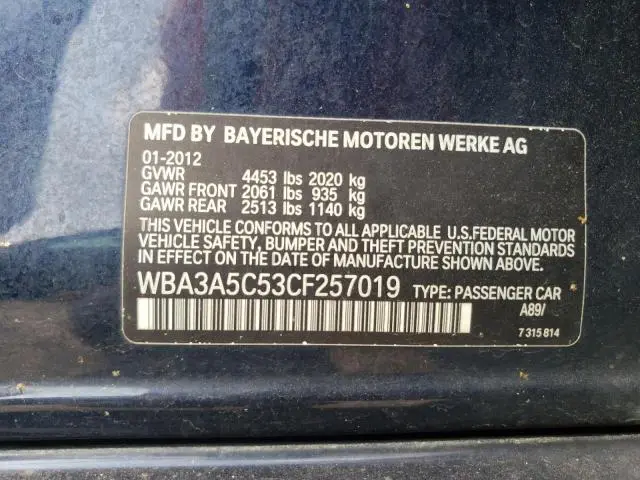 MFD BY BAYERISCHE MOTOREN WERKE AG
01-2012
GVWR 4453 lbs 2020 kg
GAWR FRONT 2061 lbs 935 kg
GAWR REAR 2513 lbs 1140 kg
THIS VEHICLE CONFORMS TO ALL APPLICABLE U.S.FEDERAL MOTOR
VEHICLE SAFETY, BUMPER AND THEFT PREVENTION STANDARDS
IN EFFECT ON THE DATE OF MANUFACTURE SHOWN ABOVE.
WBA3A5C53CF257019 TYPE: PASSENGER CAR
A89/
7 315 814